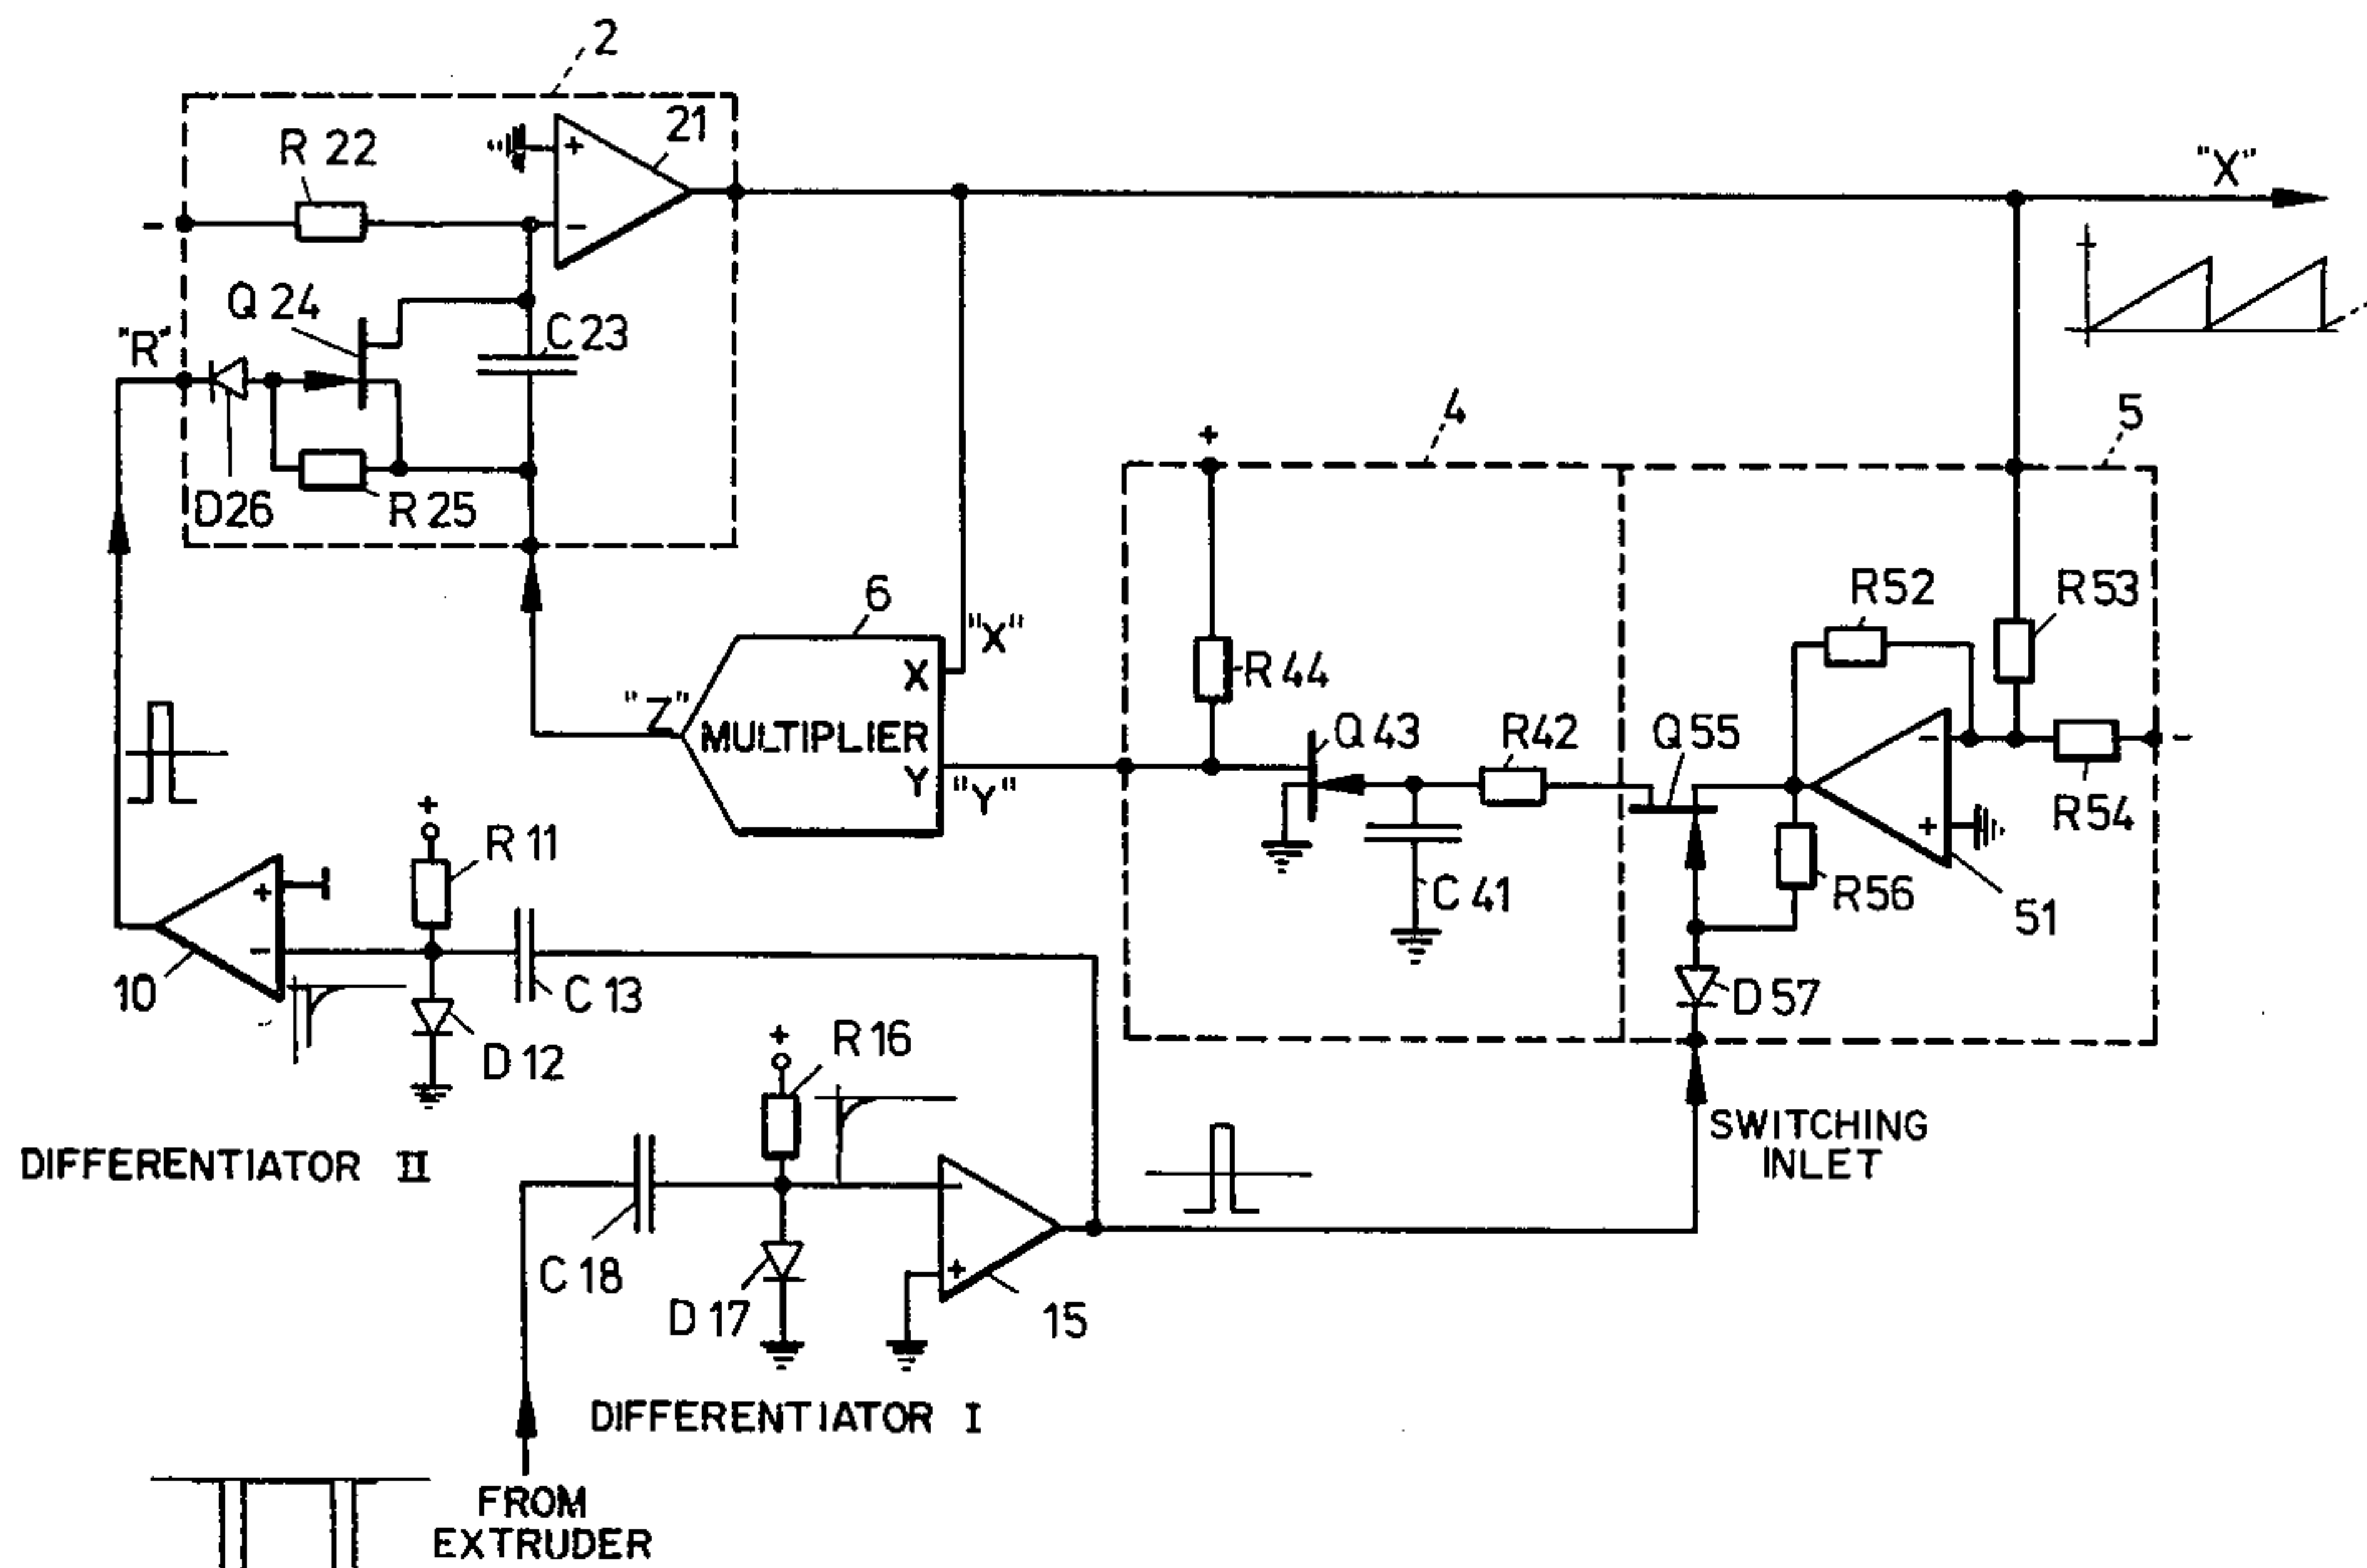 2
21
R 22
"X"
Q 24
C 23
"R"
4
5
+
-
+
-
D26
R 25
R52
R53
6
"X"
X
R 44
"Z"
MULTIPLIER
Q 43
R42
Q 55
-
-
Y
"Y"
R54
+
R 11
+
R56
C 41
51
+
-
10
C 13
D 57
D 12
+
R 16
SWITCHING
INLET
DIFFERENTIATOR II
-
C 18
+
D 17
15
DIFFERENTIATOR I
FROM
EXTRUDER